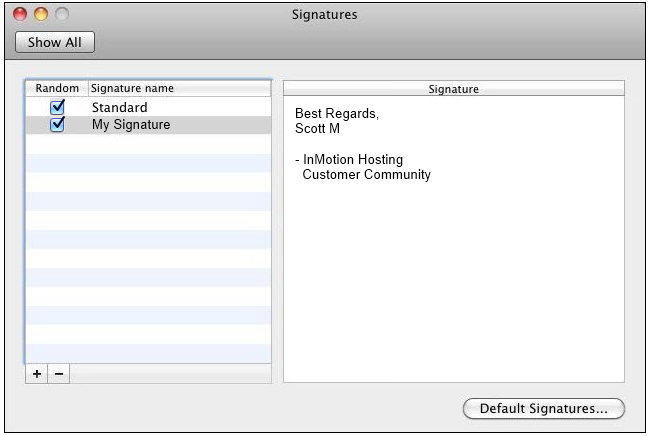 Signatures
Show All
Random Signature name
Standard
My Signature
+ −
Signature
Best Regards,
Scott M
- InMotion Hosting
Customer Community
Default Signatures...